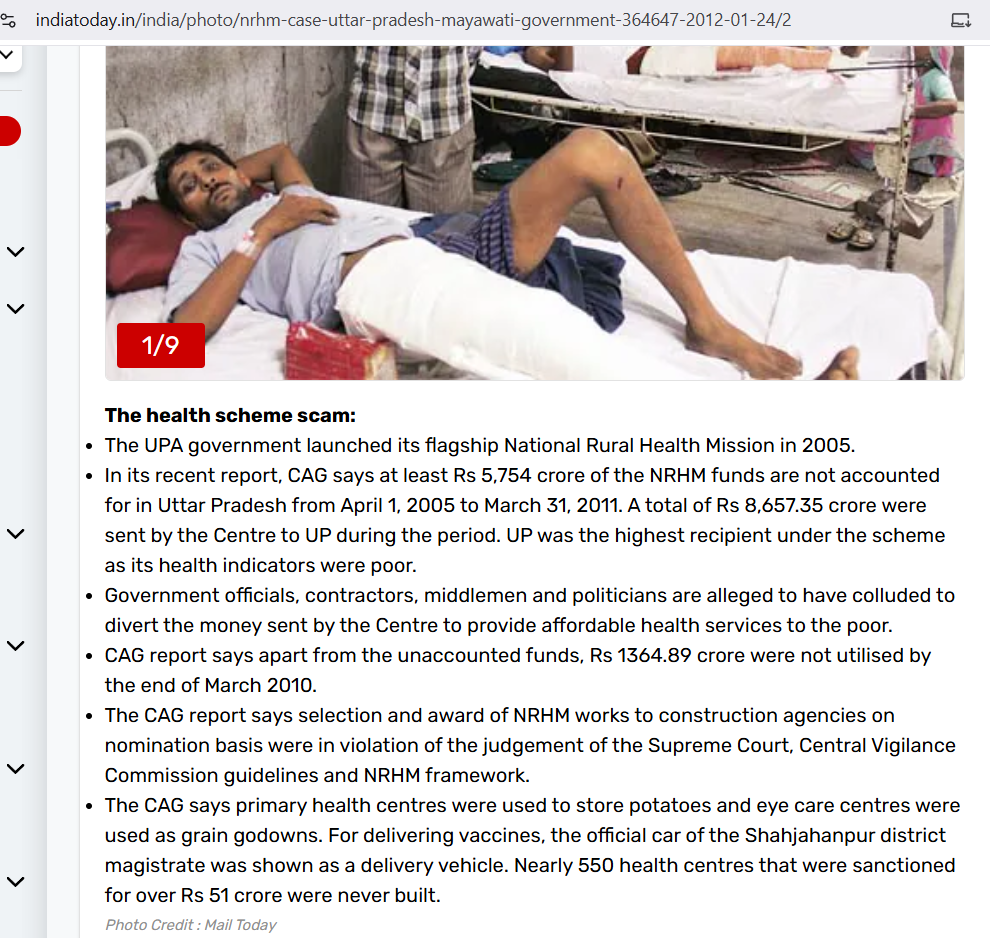 indiatoday.in/india/photo/nrhm-case-uttar-pradesh-mayawati-government-364647-2012-01-24/2
1/9
The health scheme scam:
• The UPA government launched its flagship National Rural Health Mission in 2005.
• In its recent report, CAG says at least Rs 5,754 crore of the NRHM funds are not accounted
for in Uttar Pradesh from April 1, 2005 to March 31, 2011. A total of Rs 8,657.35 crore were
sent by the Centre to UP during the period. UP was the highest recipient under the scheme
as its health indicators were poor.
• Government officials, contractors, middlemen and politicians are alleged to have colluded to
divert the money sent by the Centre to provide affordable health services to the poor.
• CAG report says apart from the unaccounted funds, Rs 1364.89 crore were not utilised by
the end of March 2010.
• The CAG report says selection and award of NRHM works to construction agencies on
nomination basis were in violation of the judgement of the Supreme Court, Central Vigilance
Commission guidelines and NRHM framework.
• The CAG says primary health centres were used to store potatoes and eye care centres were
used as grain godowns. For delivering vaccines, the official car of the Shahjahanpur district
magistrate was shown as a delivery vehicle. Nearly 550 health centres that were sanctioned
for over Rs 51 crore were never built.
Photo Credit : Mail Today